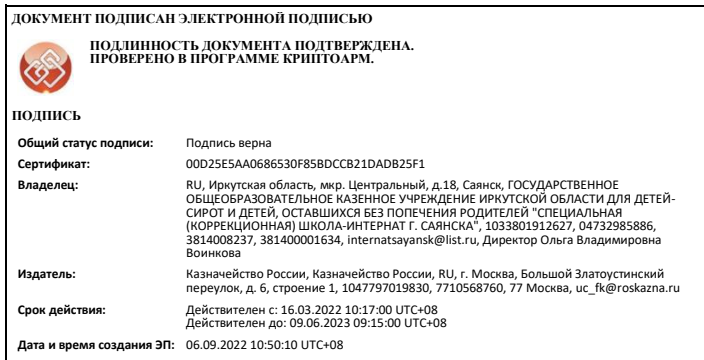 ДОКУМЕНТ ПОДПИСАН ЭЛЕКТРОННОЙ ПОДПИСЬЮ
ПОДЛИННОСТЬ ДОКУМЕНТА ПОДТВЕРЖДЕНА.
ПРОВЕРЕНО В ПРОГРАММЕ КРИПТОАРМ.
ПОДПИСЬ
Общий статус подписи: Подпись верна
Сертификат: 00D25E5AA0686530F85BDCCB21DADB25F1
Владелец: RU, Иркутская область, мкр. Центральный, д.18, Саянск, ГОСУДАРСТВЕННОЕ
ОБЩЕОБРАЗОВАТЕЛЬНОЕ КАЗЕННОЕ УЧРЕЖДЕНИЕ ИРКУТСКОЙ ОБЛАСТИ ДЛЯ ДЕТЕЙ-
СИРОТ И ДЕТЕЙ, ОСТАВШИХСЯ БЕЗ ПОПЕЧЕНИЯ РОДИТЕЛЕЙ "СПЕЦИАЛЬНАЯ
(КОРРЕКЦИОННАЯ) ШКОЛА-ИНТЕРНАТ Г. САЯНСКА", 1033801912627, 04732985886,
3814008237, 381400001634, internatsayansk@list.ru, Директор Ольга Владимировна
Воинкова
Издатель: Казначейство России, Казначейство России, RU, г. Москва, Большой Златоустинский
переулок, д. 6, строение 1, 1047797019830, 7710568760, 77 Москва, uc_fk@roskazna.ru
Срок действия: Действителен с: 16.03.2022 10:17:00 UTC+08
Действителен до: 09.06.2023 09:15:00 UTC+08
Дата и время создания ЭП: 06.09.2022 10:50:10 UTC+08